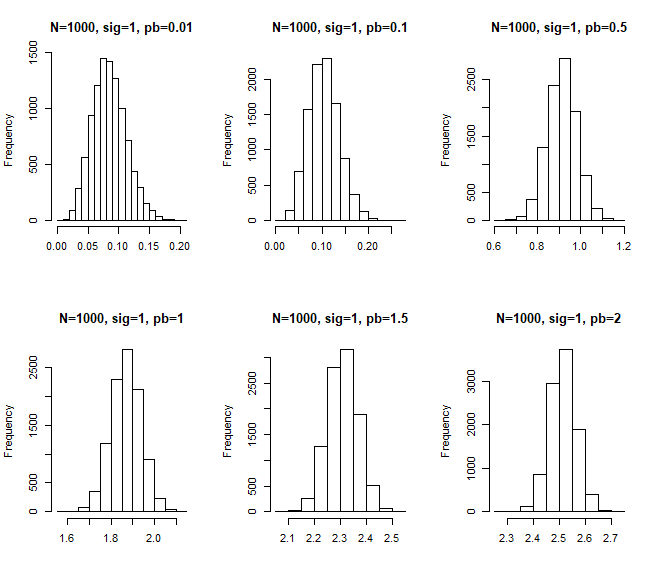 N=1000, sig=1, pb=0.01
N=1000, sig=1, pb=0.1
N=1000, sig=1, pb=0.5
Frequency
0 500 1000 1500
0.00 0.05 0.10 0.15 0.20
Frequency
0 500 1500 2500
0.00 0.10 0.20
Frequency
0 500 1500 2500
0.6 0.8 1.0 1.2
N=1000, sig=1, pb=1
N=1000, sig=1, pb=1.5
N=1000, sig=1, pb=2
Frequency
0 500 1500 2500
1.6 1.8 2.0
Frequency
0 500 1500 2500
2.1 2.2 2.3 2.4 2.5
Frequency
0 1000 2000 3000
2.3 2.4 2.5 2.6 2.7